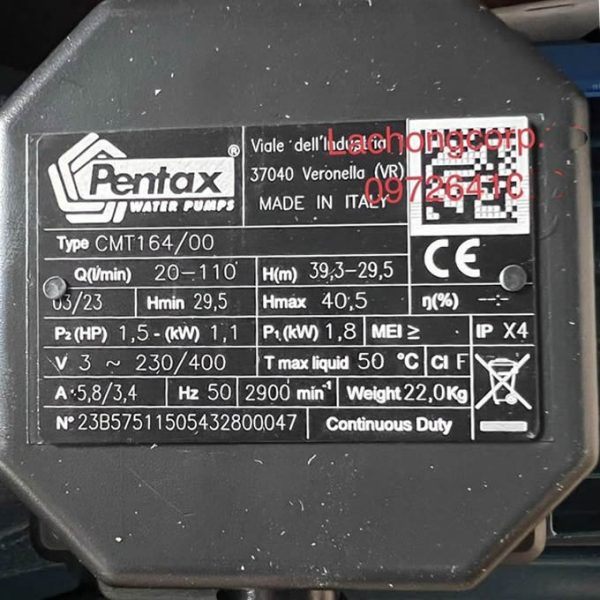 Pentax ®
WATER PUMPS
Viale dell'Industria
37040 Veronella (VR)
MADE IN ITALY
Lachongcorp.
09726410
CE
Type CMT164/00
Q(l/min) 20-110 H(m) 39,3-29,5
03/23 Hmin 29,5 Hmax 40,5 η(%) --·-
P₂(HP) 1,5-(kW) 1,1 P₁(kW) 1,8 MEI ≥ IP X4
V 3 ~ 230/400 T max liquid 50 °C Cl F
A 5,8/3,4 Hz 50 2900 min⁻¹ Weight 22,0Kg
N° 23B57511505432800047 Continuous Duty